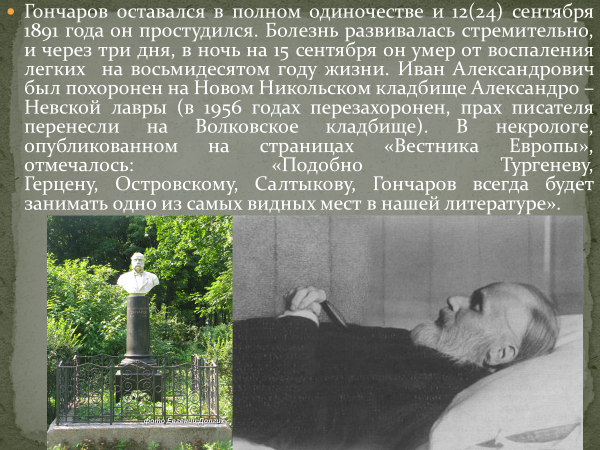 Гончаров оставался в полном одиночестве и 12(24) сентября
1891 года он простудился. Болезнь развивалась стремительно,
и через три дня, в ночь на 15 сентября он умер от воспаления
легких на восьмидесятом году жизни. Иван Александрович
был похоронен на Новом Никольском кладбище Александро –
Невской лавры (в 1956 годах перезахоронен, прах писателя
перенесли на Волковское кладбище). В некрологе,
опубликованном на страницах «Вестника Европы»,
отмечалось: «Подобно Тургеневу,
Герцену, Островскому, Салтыкову, Гончаров всегда будет
занимать одно из самых видных мест в нашей литературе».
фото Евгений Долгих